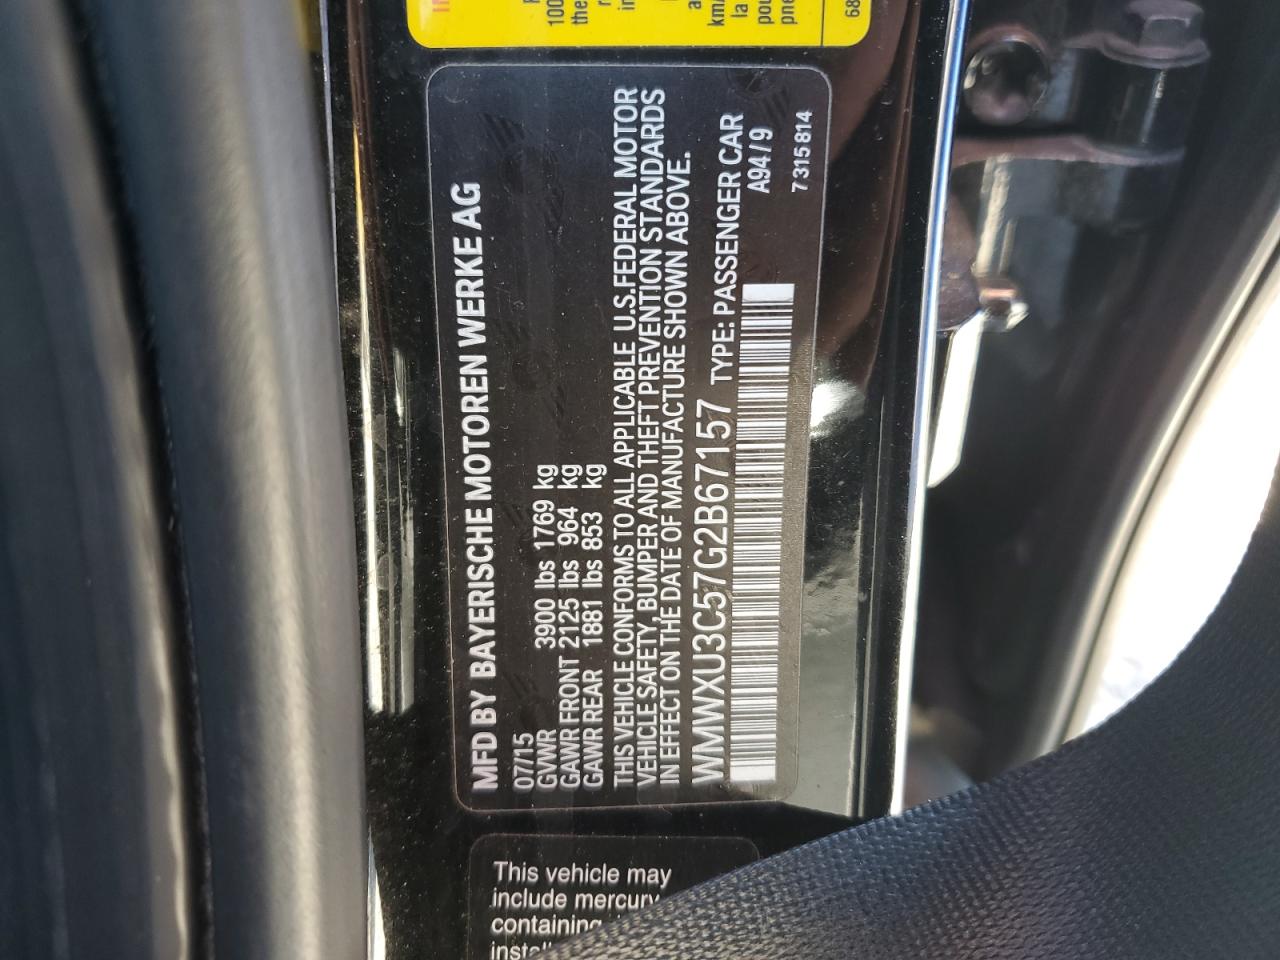 MFD BY BAYERISCHE MOTOREN WERKE AG
07/15
GVWR 3900 lbs 1769 kg
GAWR FRONT 2125 lbs 964 kg
GAWR REAR 1881 lbs 853 kg
THIS VEHICLE CONFORMS TO ALL APPLICABLE U.S.FEDERAL MOTOR
VEHICLE SAFETY, BUMPER AND THEFT PREVENTION STANDARDS
IN EFFECT ON THE DATE OF MANUFACTURE SHOWN ABOVE.
WMWXU3C57G2B67157 TYPE: PASSENGER CAR
A94/9
7315814
This vehicle may
include mercury
containing